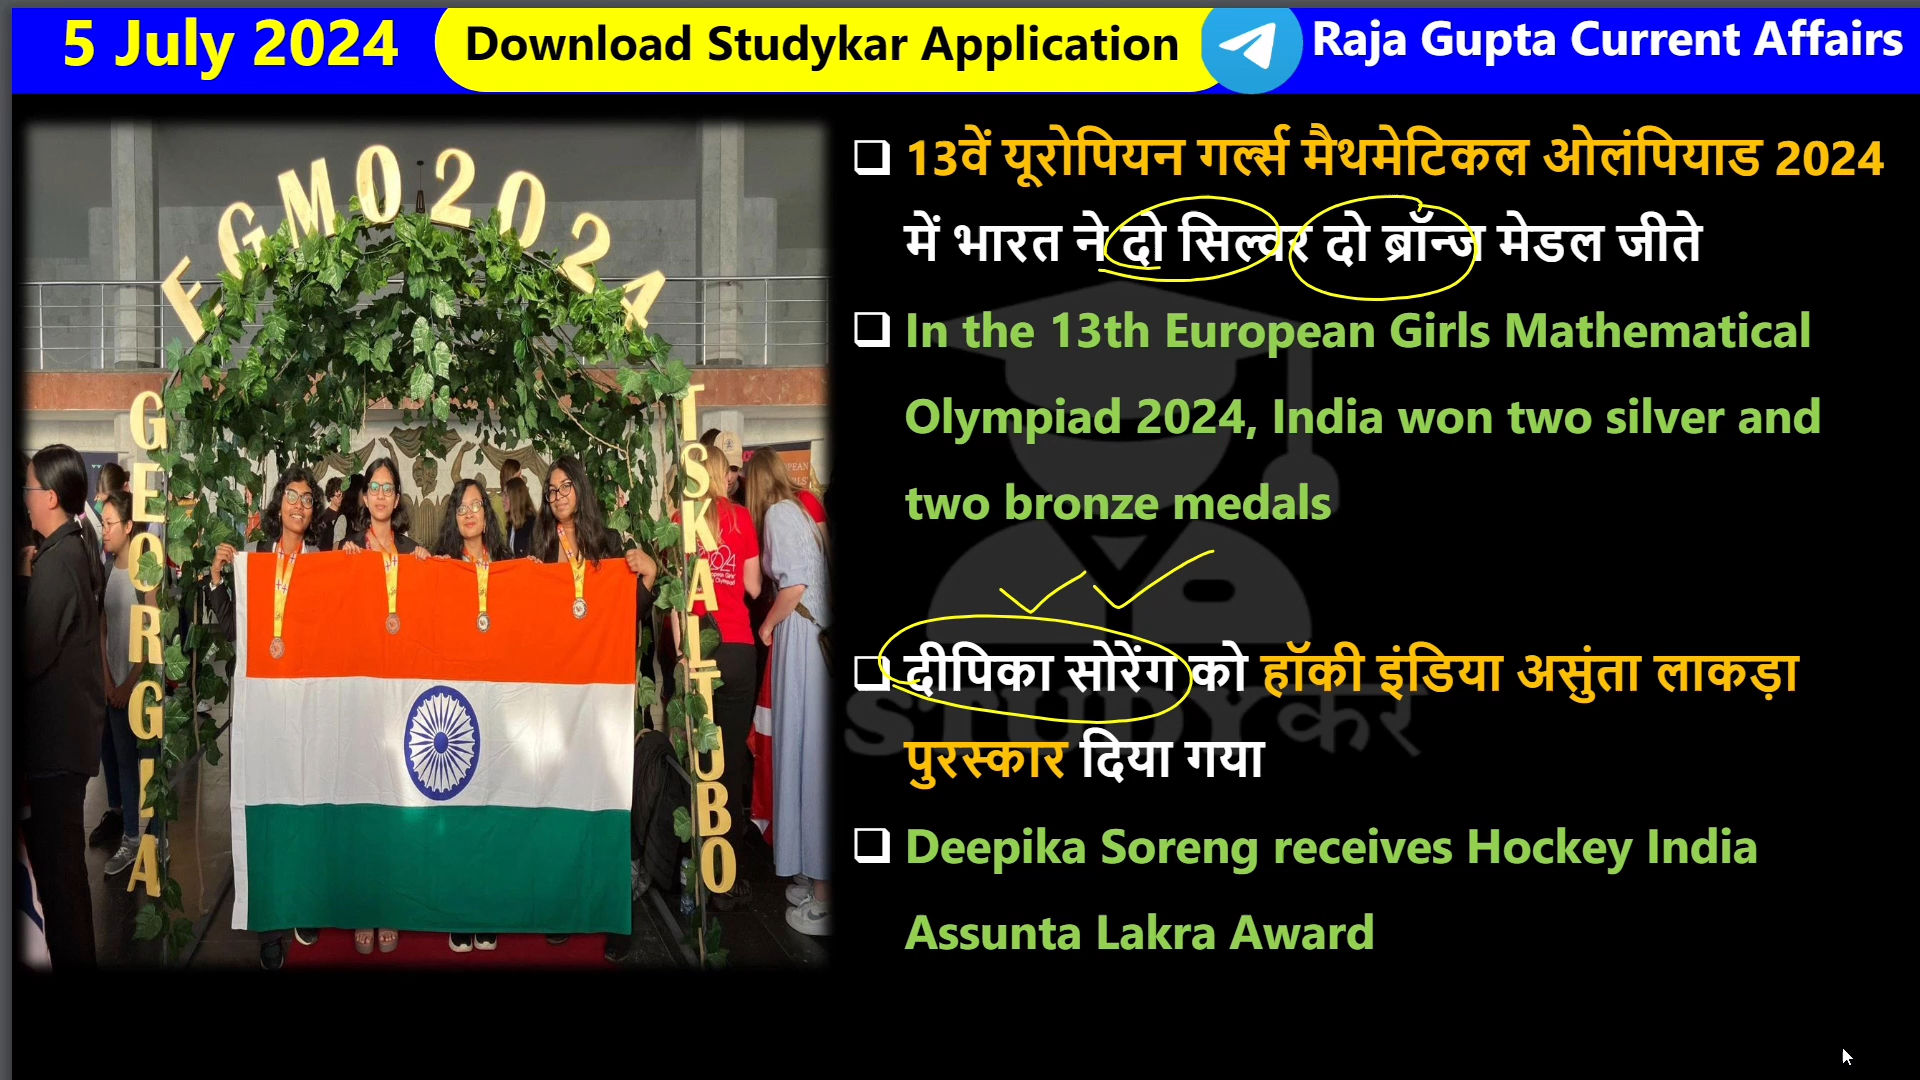 5 July 2024
Download Studykar Application
Raja Gupta Current Affairs
EGMO 2024
GEORGIA
TSKALTUBO
13वें यूरोपियन गर्ल्स मैथमेटिकल ओलंपियाड 2024
में भारत ने दो सिल्वर दो ब्रॉन्ज मेडल जीते
In the 13th European Girls Mathematical
Olympiad 2024, India won two silver and
two bronze medals
दीपिका सोरेंग को हॉकी इंडिया असुंता लाकड़ा
पुरस्कार दिया गया
Deepika Soreng receives Hockey India
Assunta Lakra Award
STUDYकर